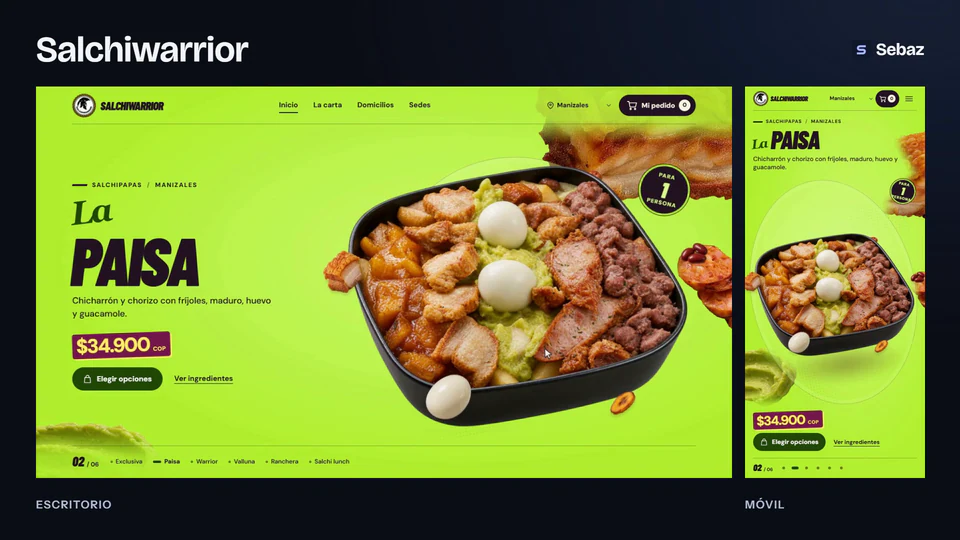 Salchiwarrior
S Sebaz
SALCHIWARRIOR
Inicio La carta Domicilios Sedes
Manizales
Mi pedido 0
SALCHIPAPAS / MANIZALES
La
PAISA
Chicharrón y chorizo con fríjoles, maduro, huevo
y guacamole.
$34.900 COP
Elegir opciones Ver ingredientes
PARA
1
PERSONA
02 / 06 Exclusiva Paisa Warrior Valluna Ranchera Salchi lunch
SALCHIWARRIOR Manizales 0
SALCHIPAPAS / MANIZALES
La PAISA
Chicharrón y chorizo con fríjoles, maduro, huevo y
guacamole.
PARA
1
PERSONA
$34.900 COP
Elegir opciones Ver ingredientes
02 / 06
ESCRITORIO
MÓVIL